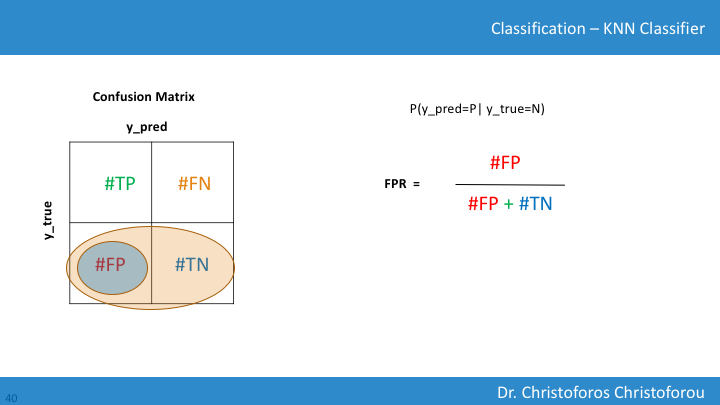 Classification – KNN Classifier
Confusion Matrix
y_pred
y_true
#TP #FN
#FP #TN
P(y_pred=P| y_true=N)
FPR =
#FP
#FP + #TN
40
Dr. Christoforos Christoforou